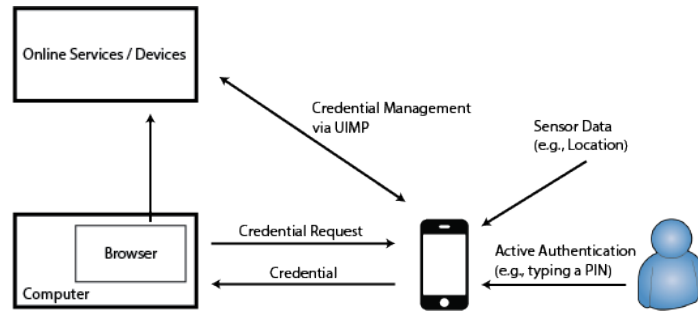 Online Services / Devices
Credential Management
via UIMP
Sensor Data
(e.g., Location)
Browser
Computer
Credential Request
Credential
Active Authentication
(e.g., typing a PIN)